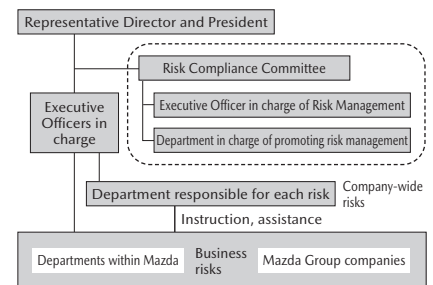 Representative Director and President
Risk Compliance Committee
Executive Officer in charge of Risk Management
Executive
Officers in
charge
Department in charge of promoting risk management
Department responsible for each risk
Company-wide
risks
Instruction, assistance
Departments within Mazda
Business
risks
Mazda Group companies